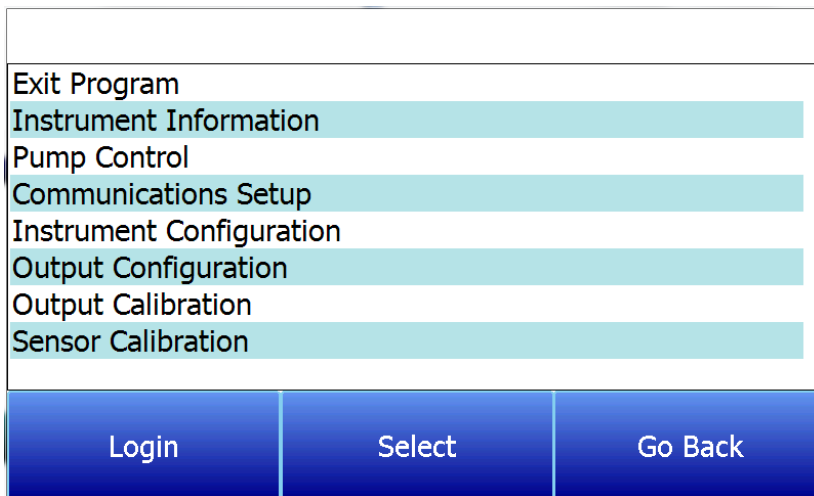 Exit Program
Instrument Information
Pump Control
Communications Setup
Instrument Configuration
Output Configuration
Output Calibration
Sensor Calibration
Login
Select
Go Back